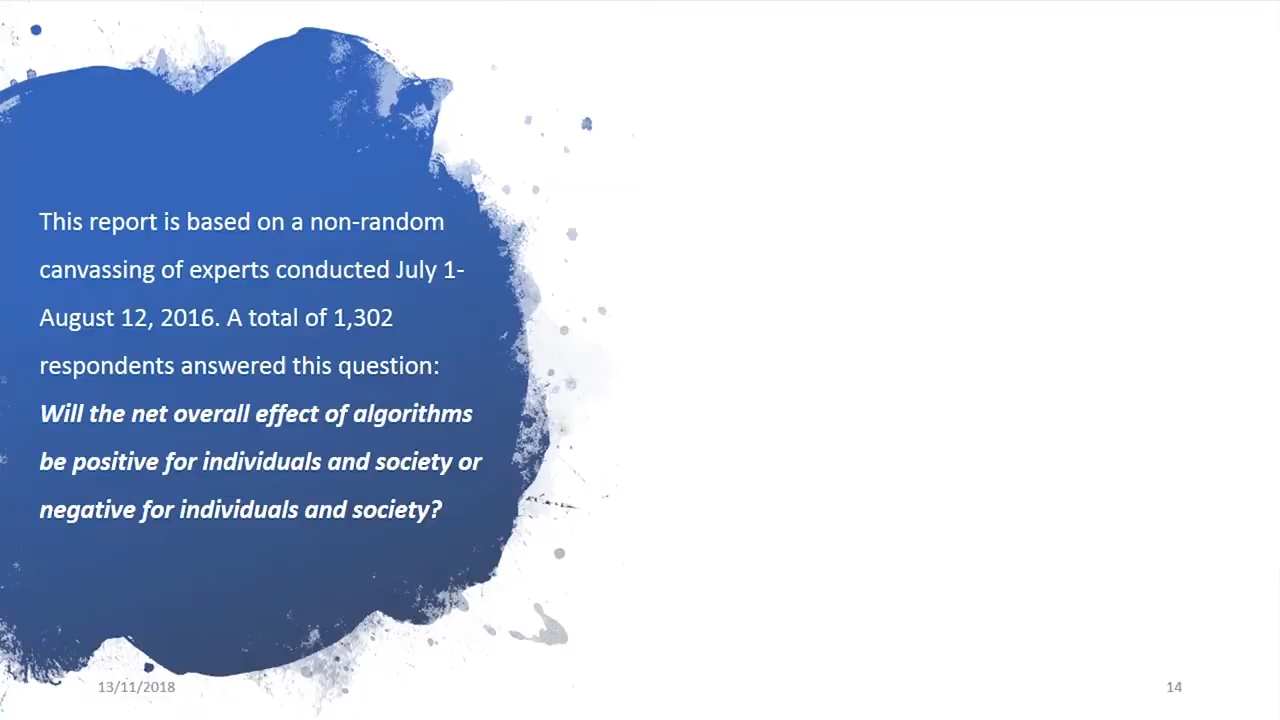 This report is based on a non-random
canvassing of experts conducted July 1-
August 12, 2016. A total of 1,302
respondents answered this question:
Will the net overall effect of algorithms
be positive for individuals and society or
negative for individuals and society?
13/11/2018
14